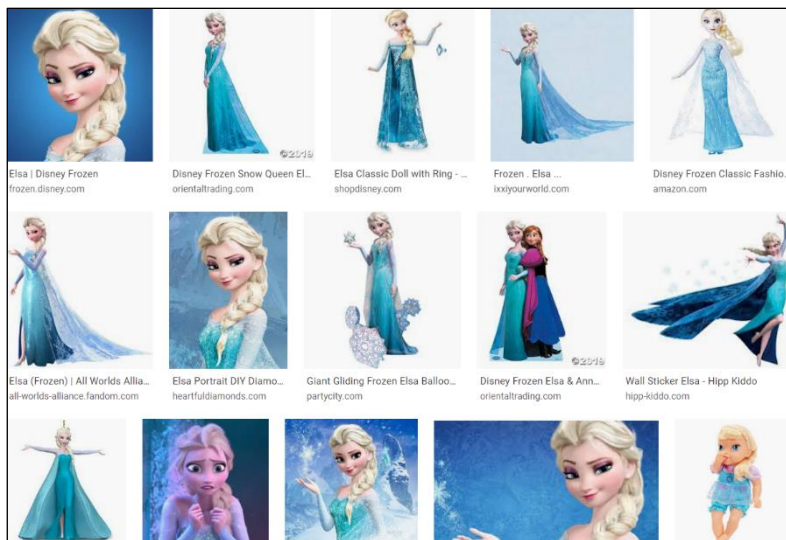 ©2019
Elsa | Disney Frozen
frozen.disney.com
Disney Frozen Snow Queen El...
orientaltrading.com
Elsa Classic Doll with Ring - ...
shopdisney.com
Frozen . Elsa ...
ixxiyourworld.com
Disney Frozen Classic Fashio...
amazon.com
©2019
Elsa (Frozen) | All Worlds Allia...
all-worlds-alliance.fandom.com
Elsa Portrait DIY Diamo...
heartfuldiamonds.com
Giant Gliding Frozen Elsa Balloo...
partycity.com
Disney Frozen Elsa & Ann...
orientaltrading.com
Wall Sticker Elsa - Hipp Kiddo
hipp-kiddo.com